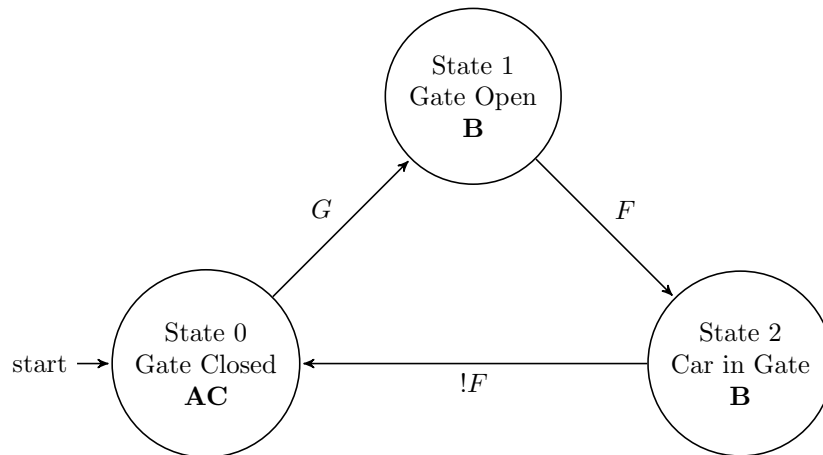 State 1
Gate Open
B
G
F
State 0
Gate Closed
AC
start
State 2
Car in Gate
B
!F